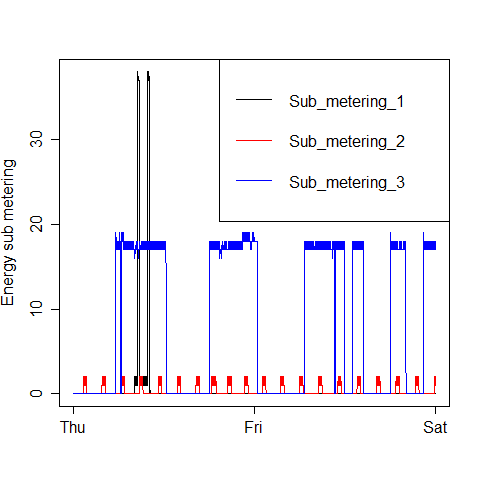 Sub_metering_1
Sub_metering_2
Sub_metering_3
Energy sub metering
30
20
10
0
Thu Fri Sat